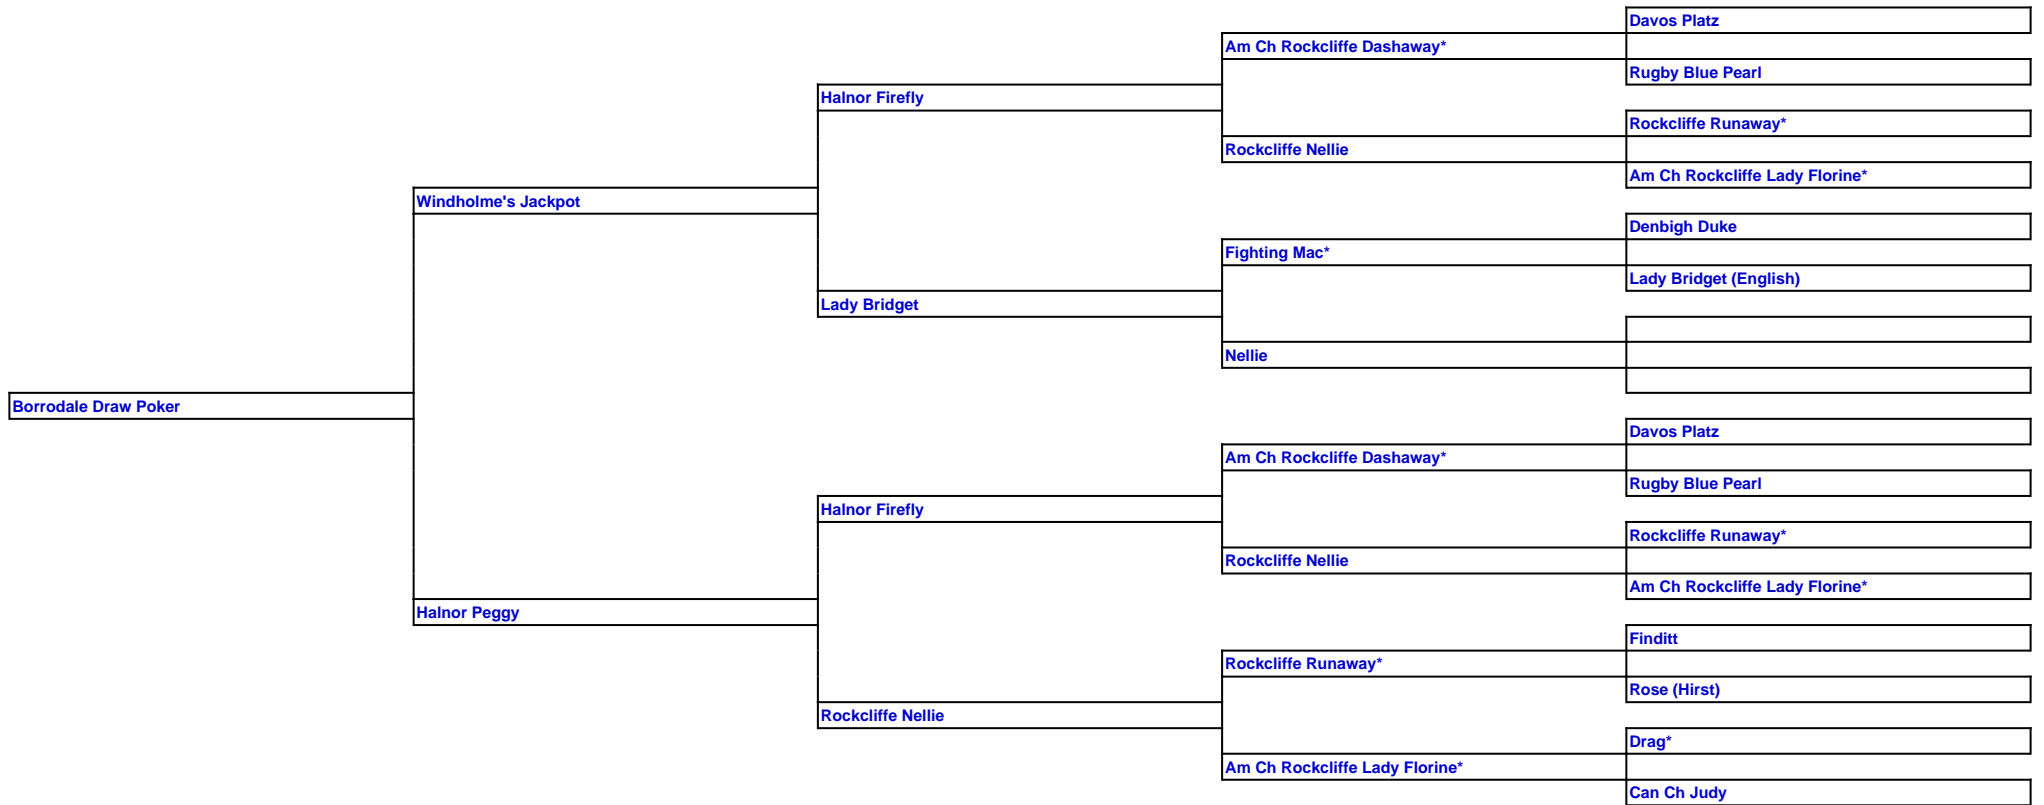 Davos Platz
Am Ch Rockcliffe Dashaway*
Rugby Blue Pearl
Halnor Firefly
Rockcliffe Runaway*
Rockcliffe Nellie
Am Ch Rockcliffe Lady Florine*
Windholme's Jackpot
Denbigh Duke
Fighting Mac*
Lady Bridget (English)
Lady Bridget
Nellie
Borrodale Draw Poker
Davos Platz
Am Ch Rockcliffe Dashaway*
Rugby Blue Pearl
Halnor Firefly
Rockcliffe Runaway*
Rockcliffe Nellie
Am Ch Rockcliffe Lady Florine*
Halnor Peggy
Finditt
Rockcliffe Runaway*
Rose (Hirst)
Rockcliffe Nellie
Drag*
Am Ch Rockcliffe Lady Florine*
Can Ch Judy